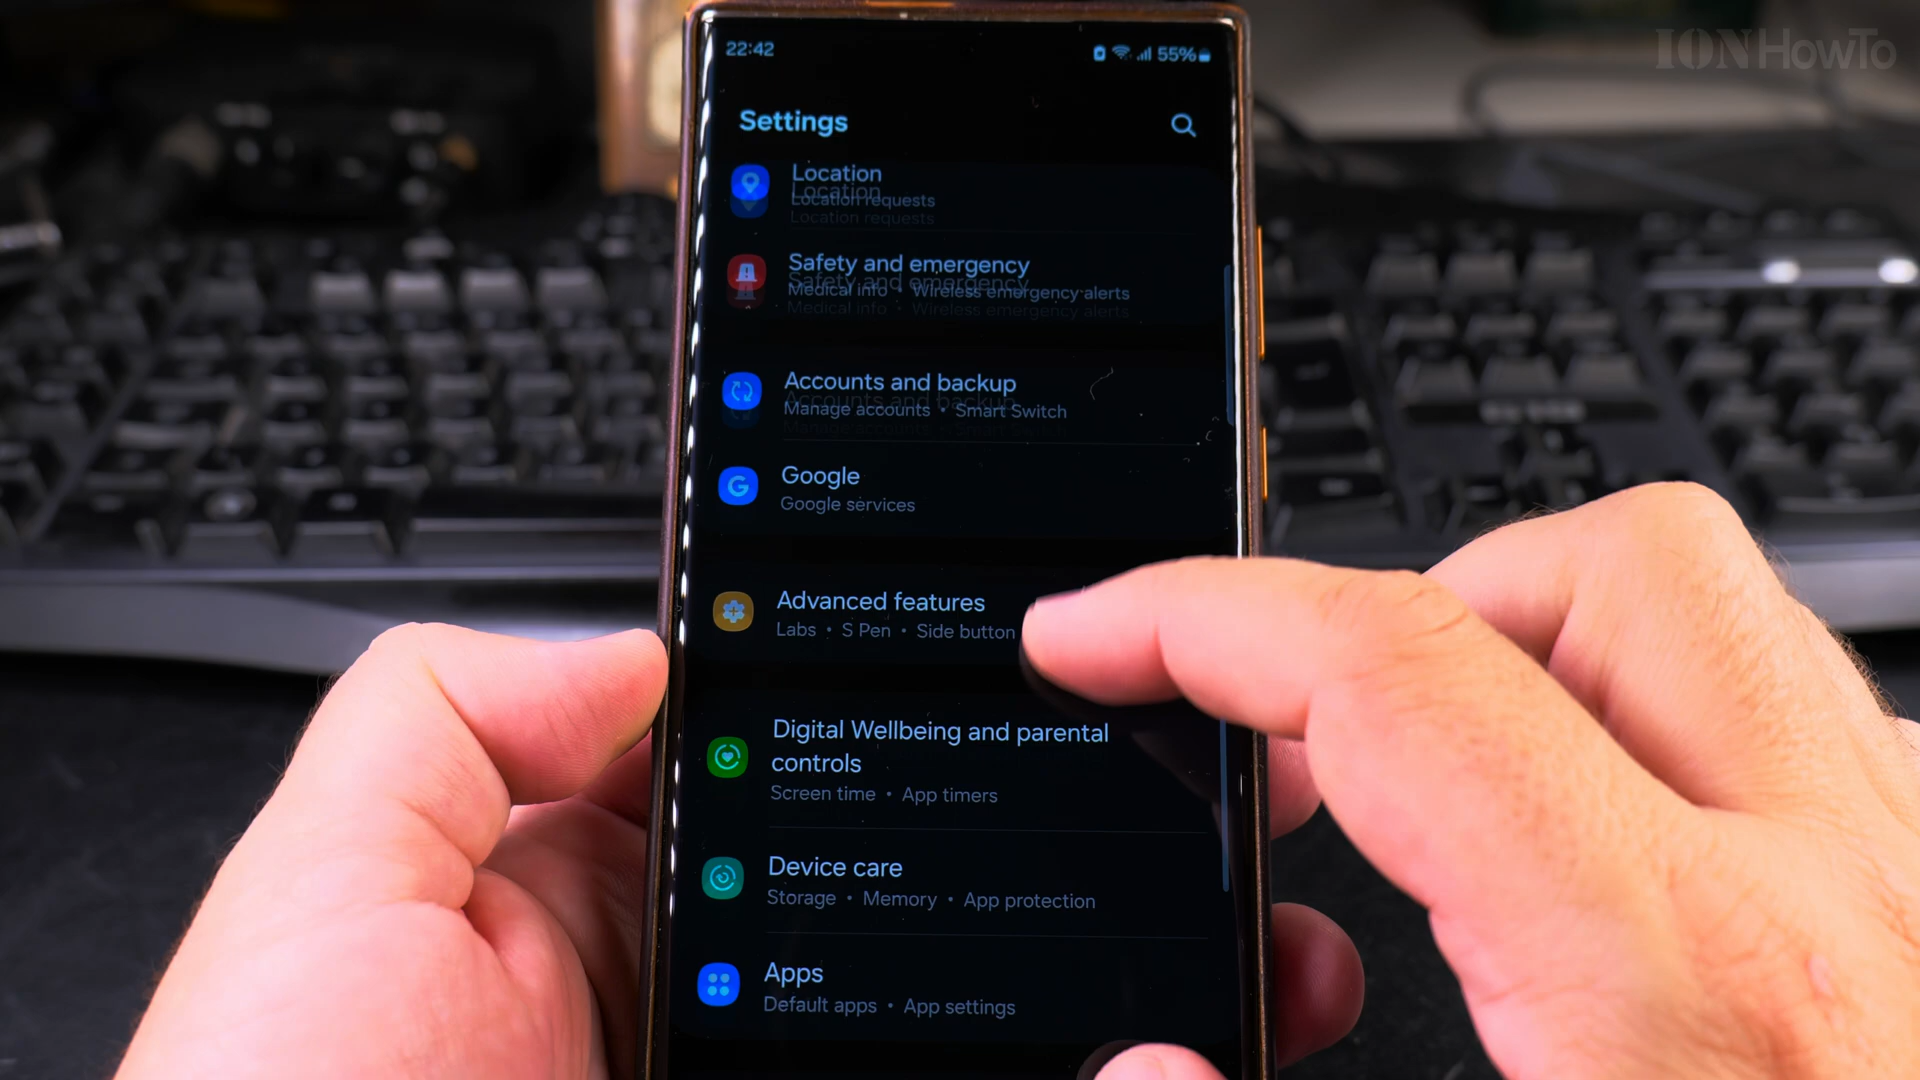 ION HowTo
22:42
55%
Settings
Location
Location requests
Safety and emergency
Medical info • Wireless emergency alerts
Accounts and backup
Manage accounts • Smart Switch
Google
Google services
Advanced features
Labs • S Pen • Side button
Digital Wellbeing and parental
controls
Screen time • App timers
Device care
Storage • Memory • App protection
Apps
Default apps • App settings